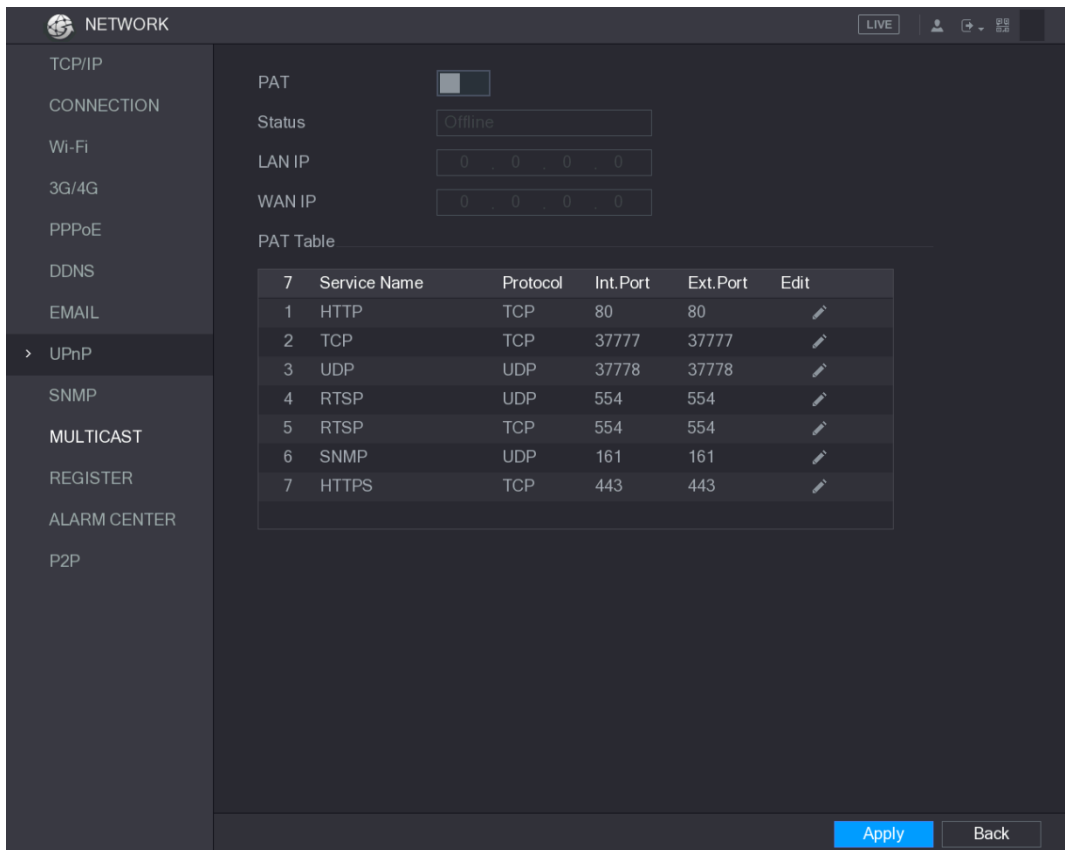 NETWORK
LIVE
TCP/IP
CONNECTION
Wi-Fi
3G/4G
PPPoE
DDNS
EMAIL
UPnP
SNMP
MULTICAST
REGISTER
ALARM CENTER
P2P
PAT
Status Offline
LAN IP 0 . 0 . 0 . 0
WAN IP 0 . 0 . 0 . 0
PAT Table
7 Service Name Protocol Int.Port Ext.Port Edit
1 HTTP TCP 80 80
2 TCP TCP 37777 37777
3 UDP UDP 37778 37778
4 RTSP UDP 554 554
5 RTSP TCP 554 554
6 SNMP UDP 161 161
7 HTTPS TCP 443 443
Apply Back